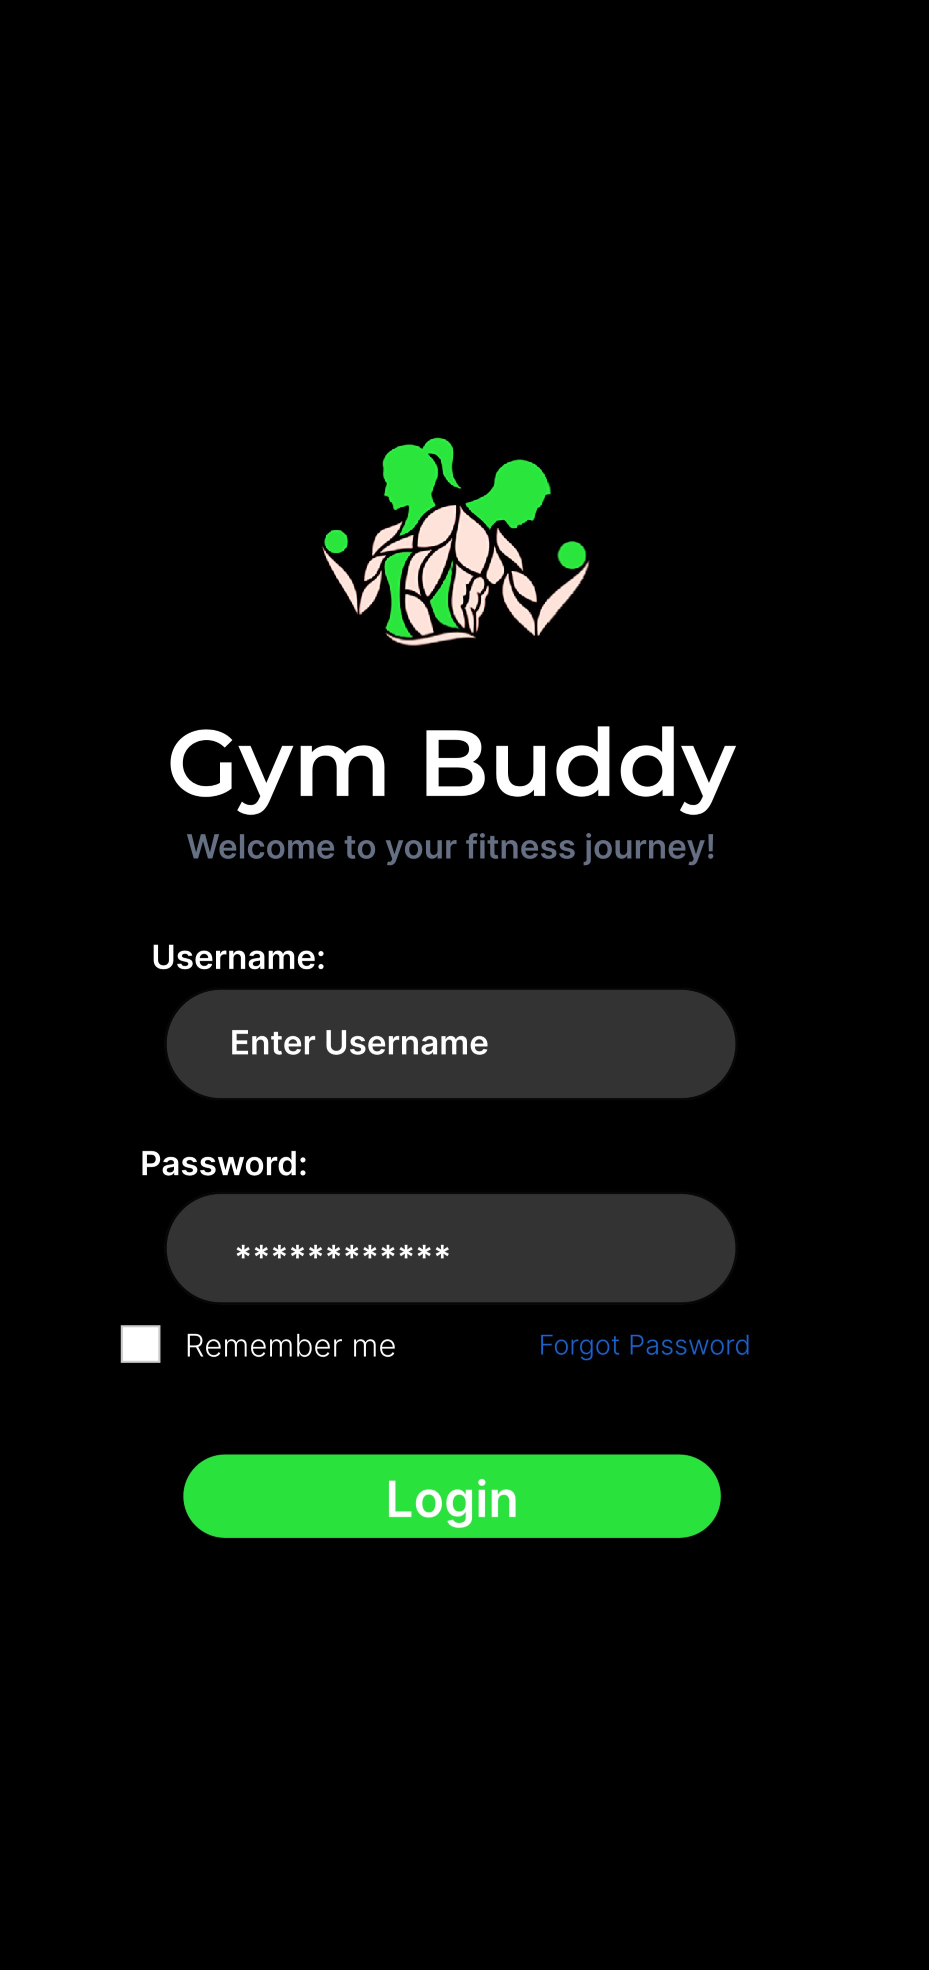 Gym Buddy
Welcome to your fitness journey!
Username:
Enter Username
Password:
************
Remember me Forgot Password
Login